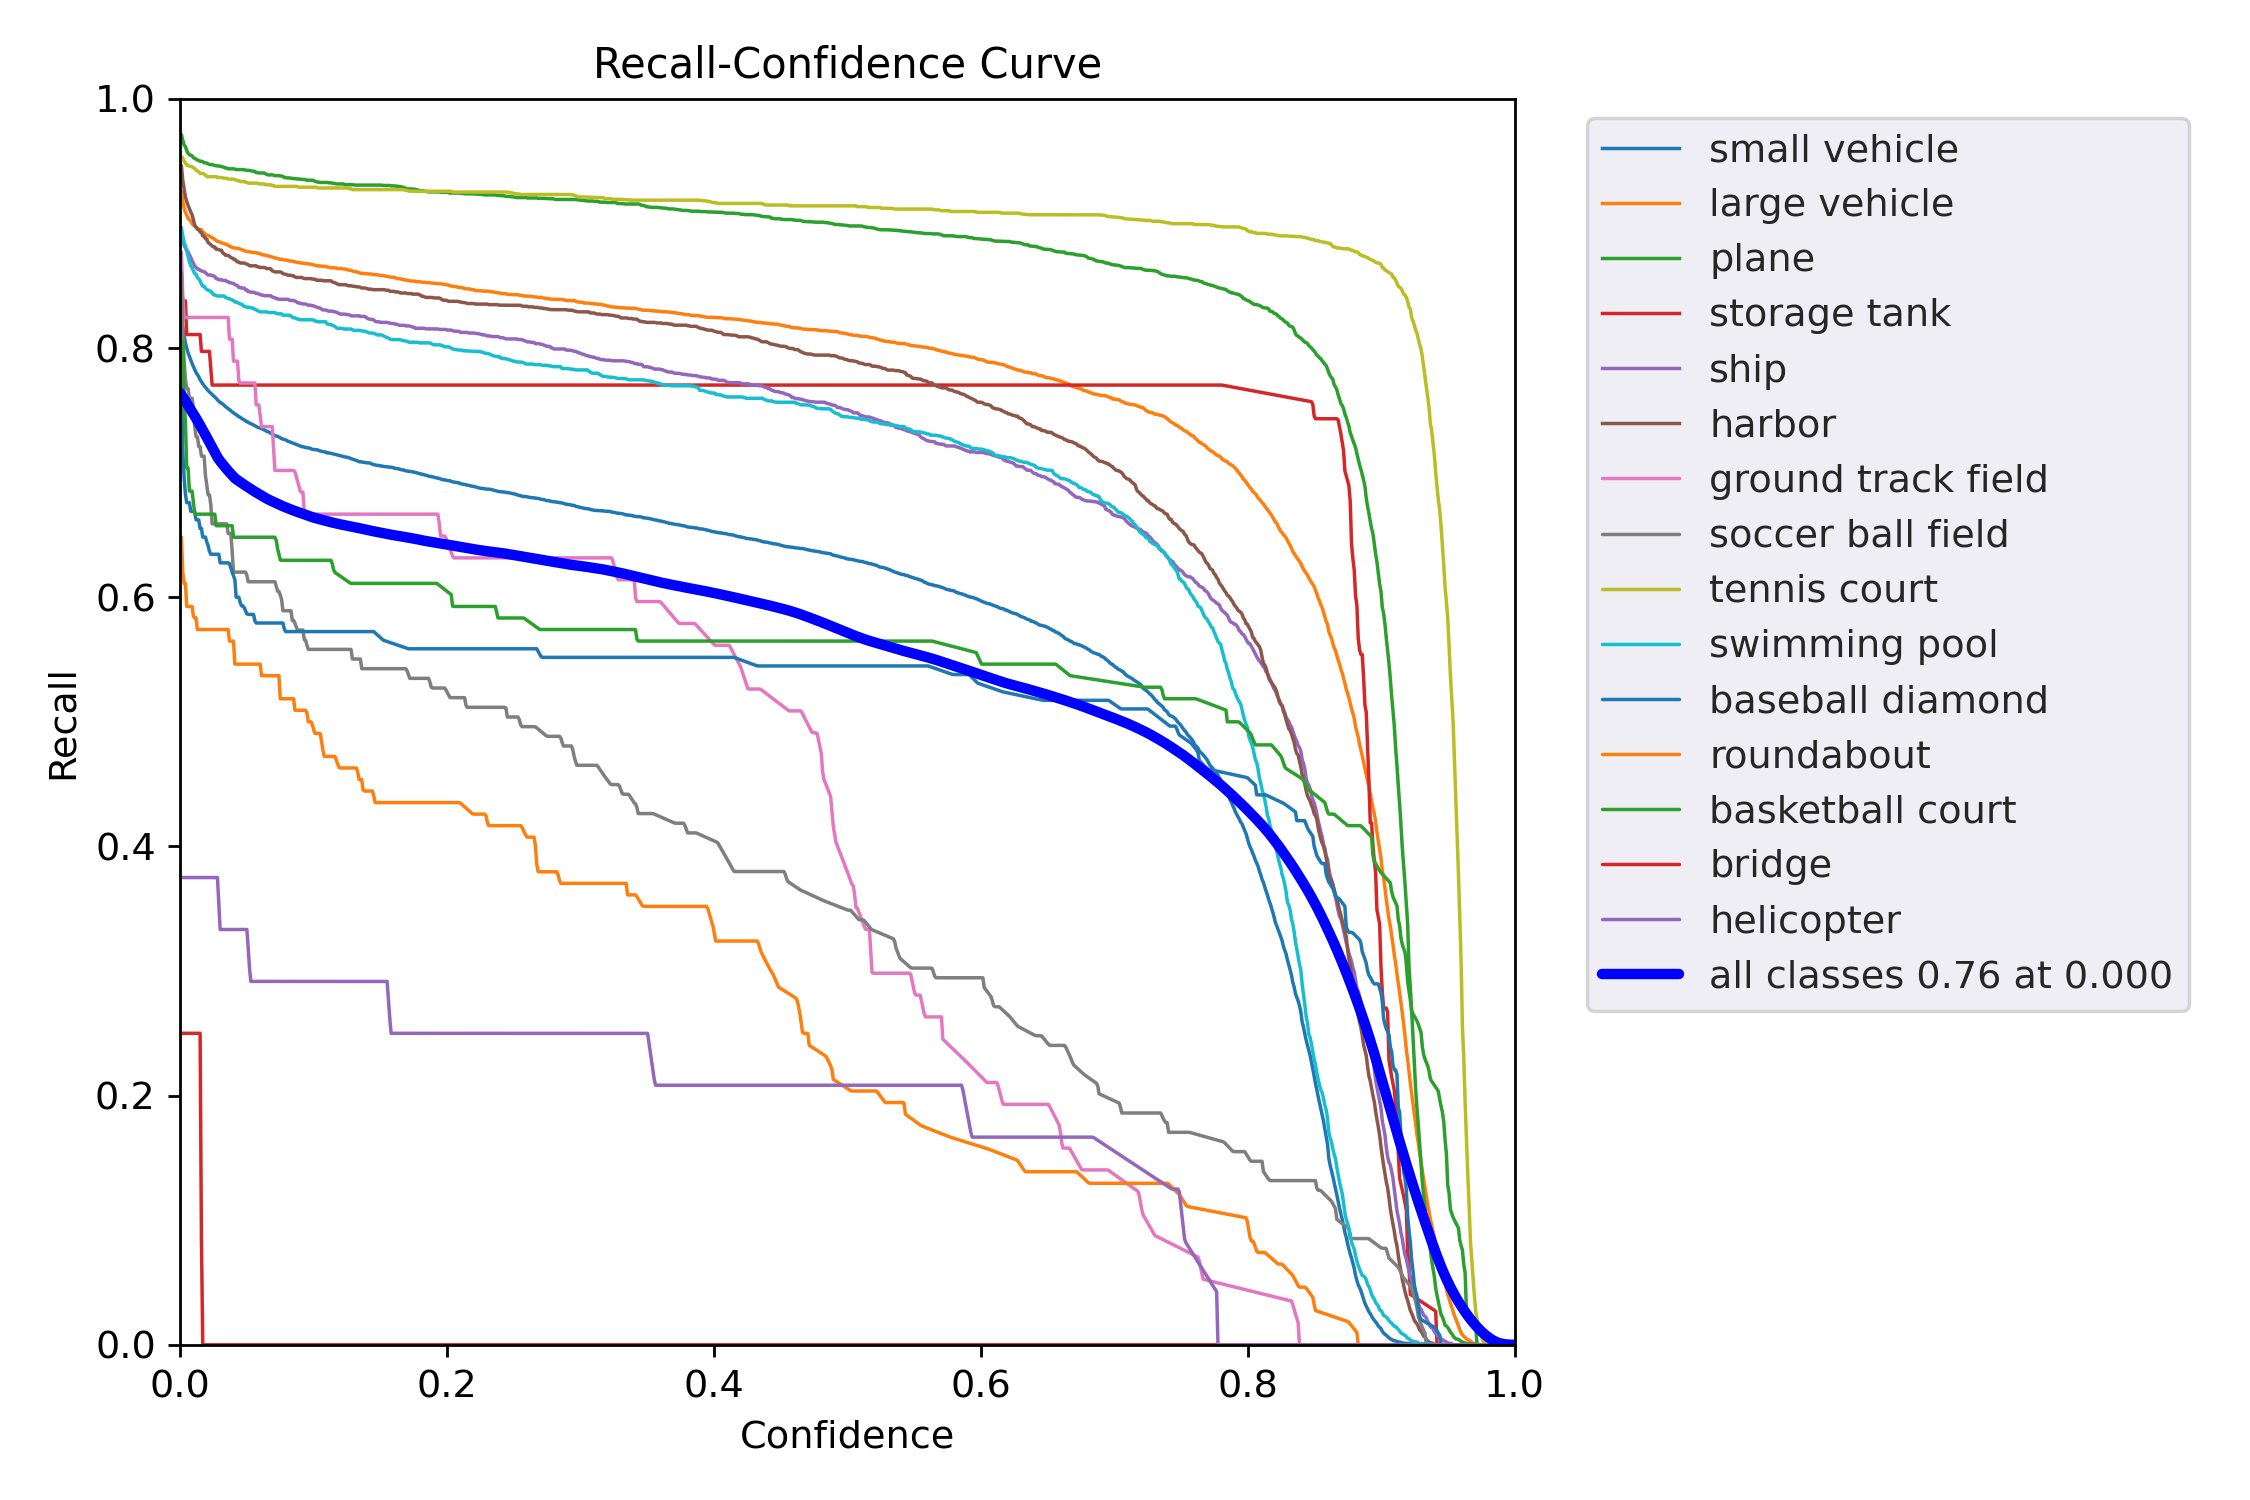 Recall-Confidence Curve
1.0
0.8
0.6
0.4
0.2
0.0
Recall
0.0 0.2 0.4 0.6 0.8 1.0
Confidence
small vehicle
large vehicle
plane
storage tank
ship
harbor
ground track field
soccer ball field
tennis court
swimming pool
baseball diamond
roundabout
basketball court
bridge
helicopter
all classes 0.76 at 0.000